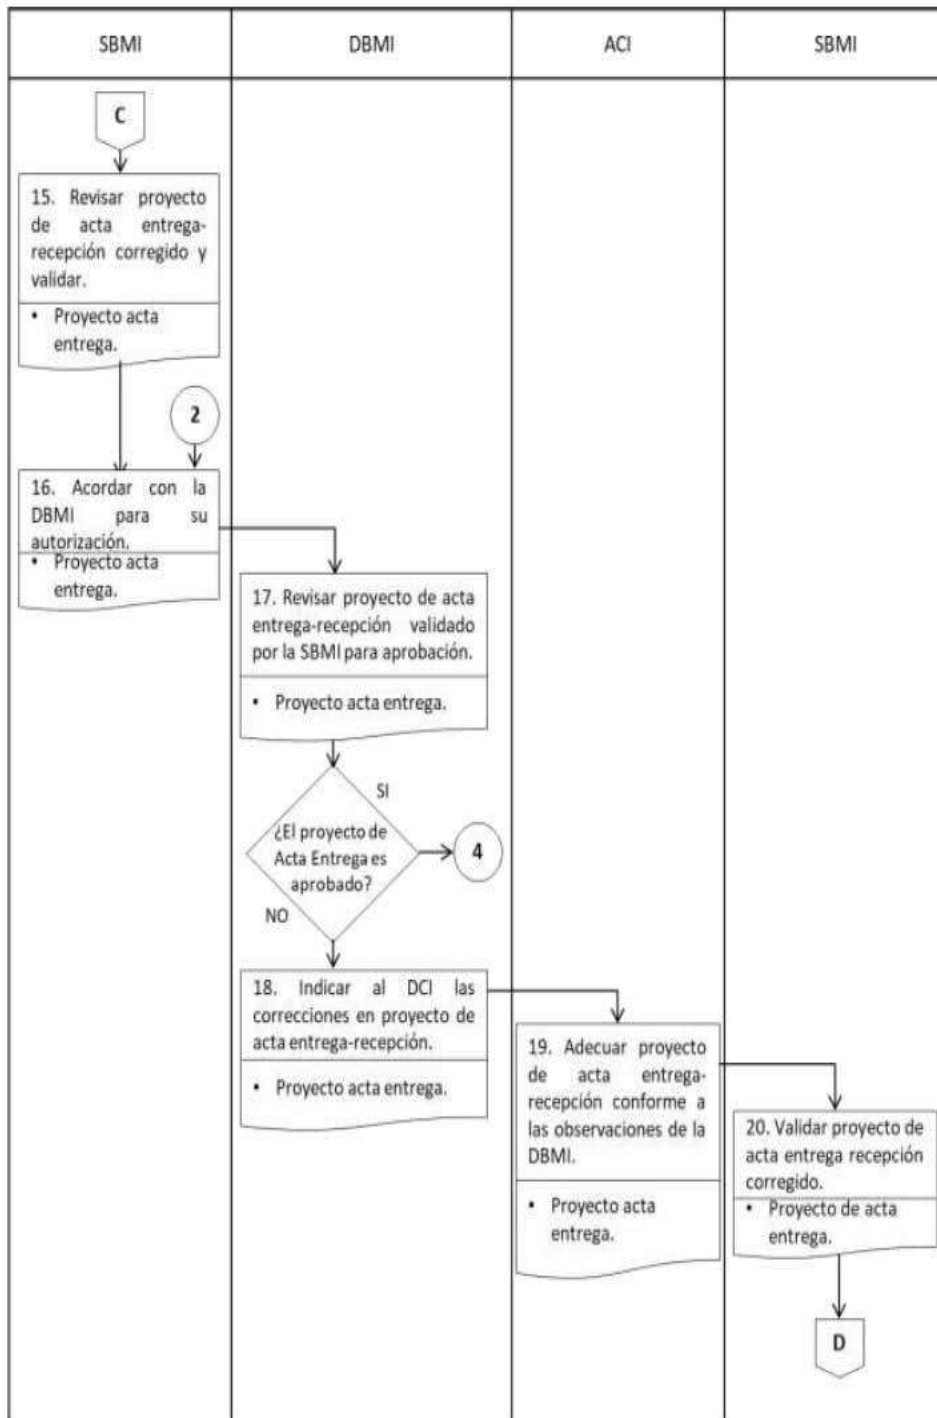 SBMI
DBMI
ACI
SBMI
C
15. Revisar proyecto
de acta entrega-
recepción corregido y
validar.
• Proyecto acta
entrega.
2
16. Acordar con la
DBMI para su
autorización.
• Proyecto acta
entrega.
17. Revisar proyecto de acta
entrega-recepción validado
por la SBMI para aprobación.
• Proyecto acta entrega.
SI
¿El proyecto de
Acta Entrega es
aprobado?
4
NO
18. Indicar al DCI las
correcciones en proyecto de
acta entrega-recepción.
• Proyecto acta entrega.
19. Adecuar proyecto
de acta entrega-
recepción conforme a
las observaciones de la
DBMI.
• Proyecto acta
entrega.
20. Validar proyecto de
acta entrega recepción
corregido.
• Proyecto de acta
entrega.
D